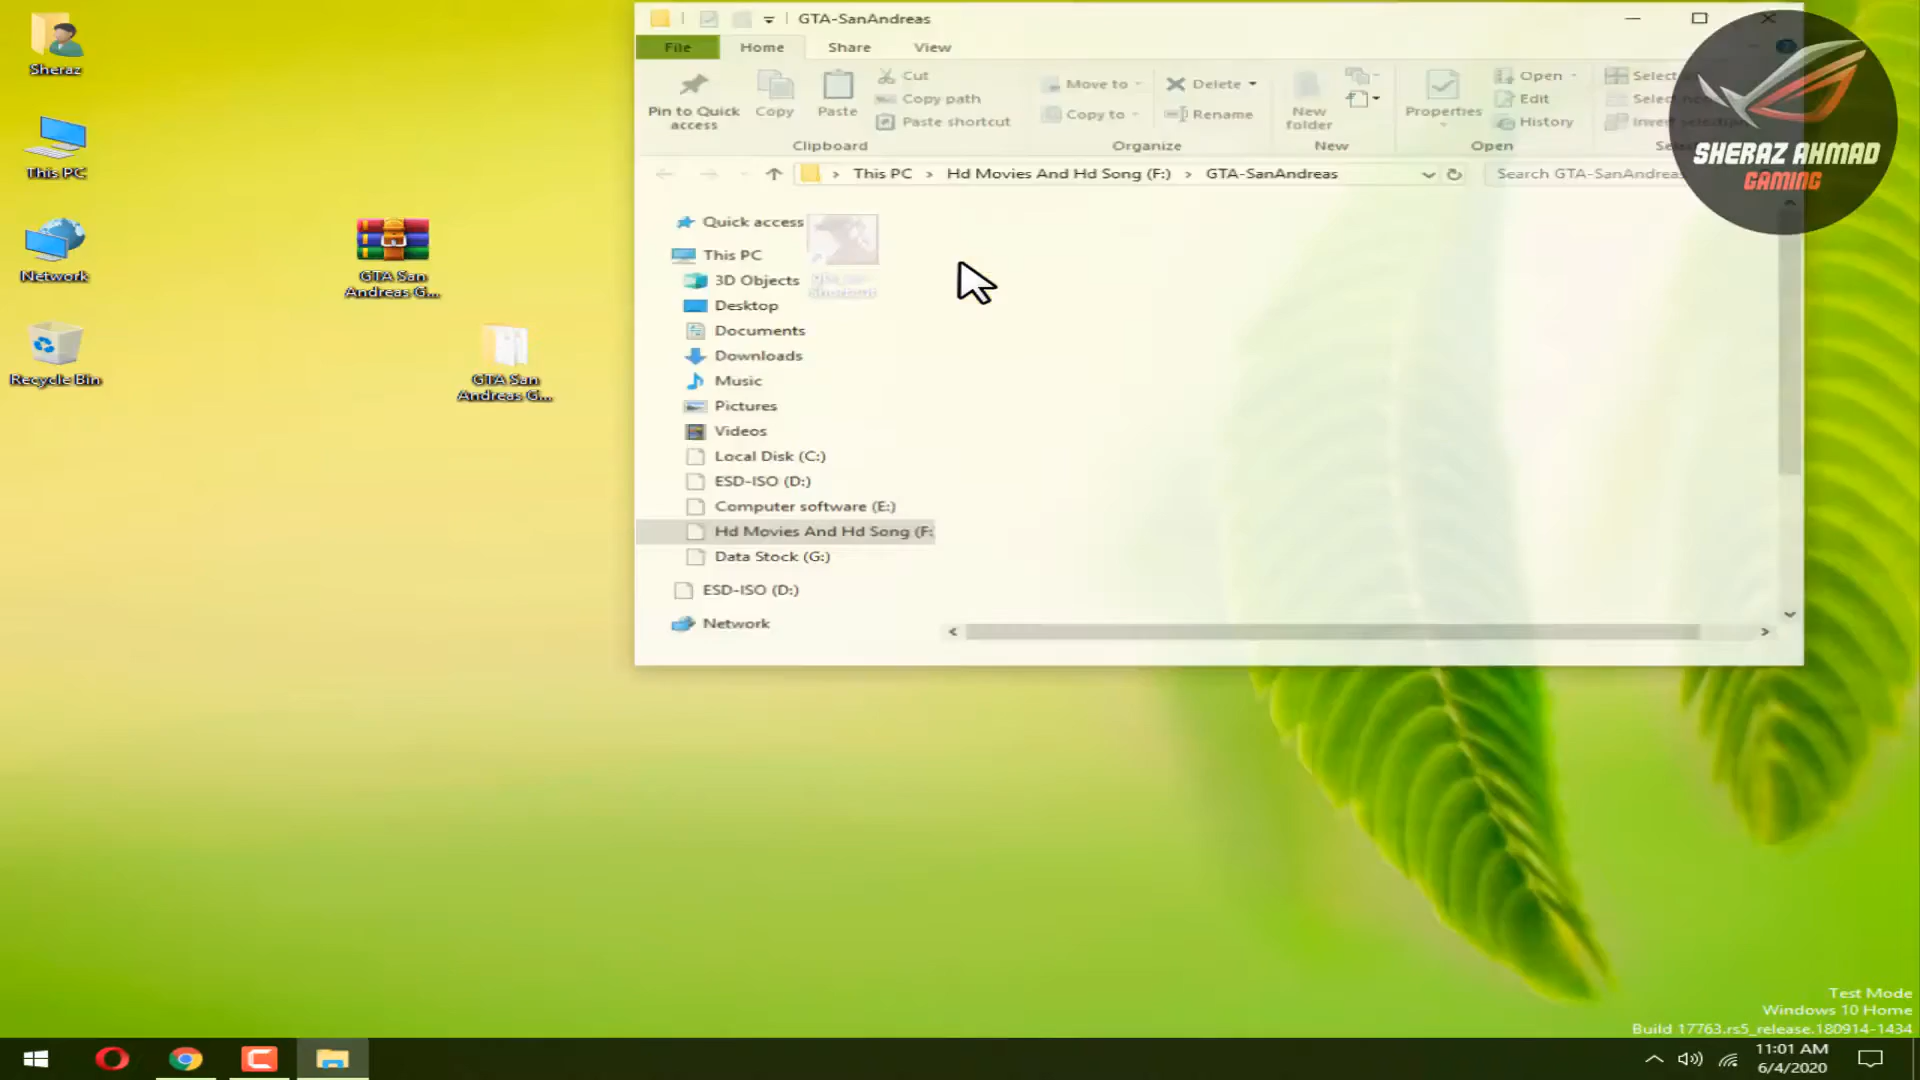 Sheraz
This PC
Network
Recycle Bin
GTA San
Andreas G...
GTA San
Andreas G...
GTA-SanAndreas
File
Home
Share
View
Pin to Quick
access
Copy
Paste
Cut
Copy path
Paste shortcut
Clipboard
Move to
Copy to
Delete
Rename
Organize
New
folder
New
Properties
Open
Edit
History
Open
Select
Select
Invert selection
This PC > Hd Movies And Hd Song (F:) > GTA-SanAndreas
Search GTA-SanAndreas
Quick access
This PC
3D Objects
Desktop
Documents
Downloads
Music
Pictures
Videos
Local Disk (C:)
ESD-ISO (D:)
Computer software (E:)
Hd Movies And Hd Song (F:
Data Stock (G:)
ESD-ISO (D:)
Network
Shortcut
SHERAZ AHMAD
GAMING
Test Mode
Windows 10 Home
Build 17763.rs5_release.180914-1434
11:01 AM
6/4/2020